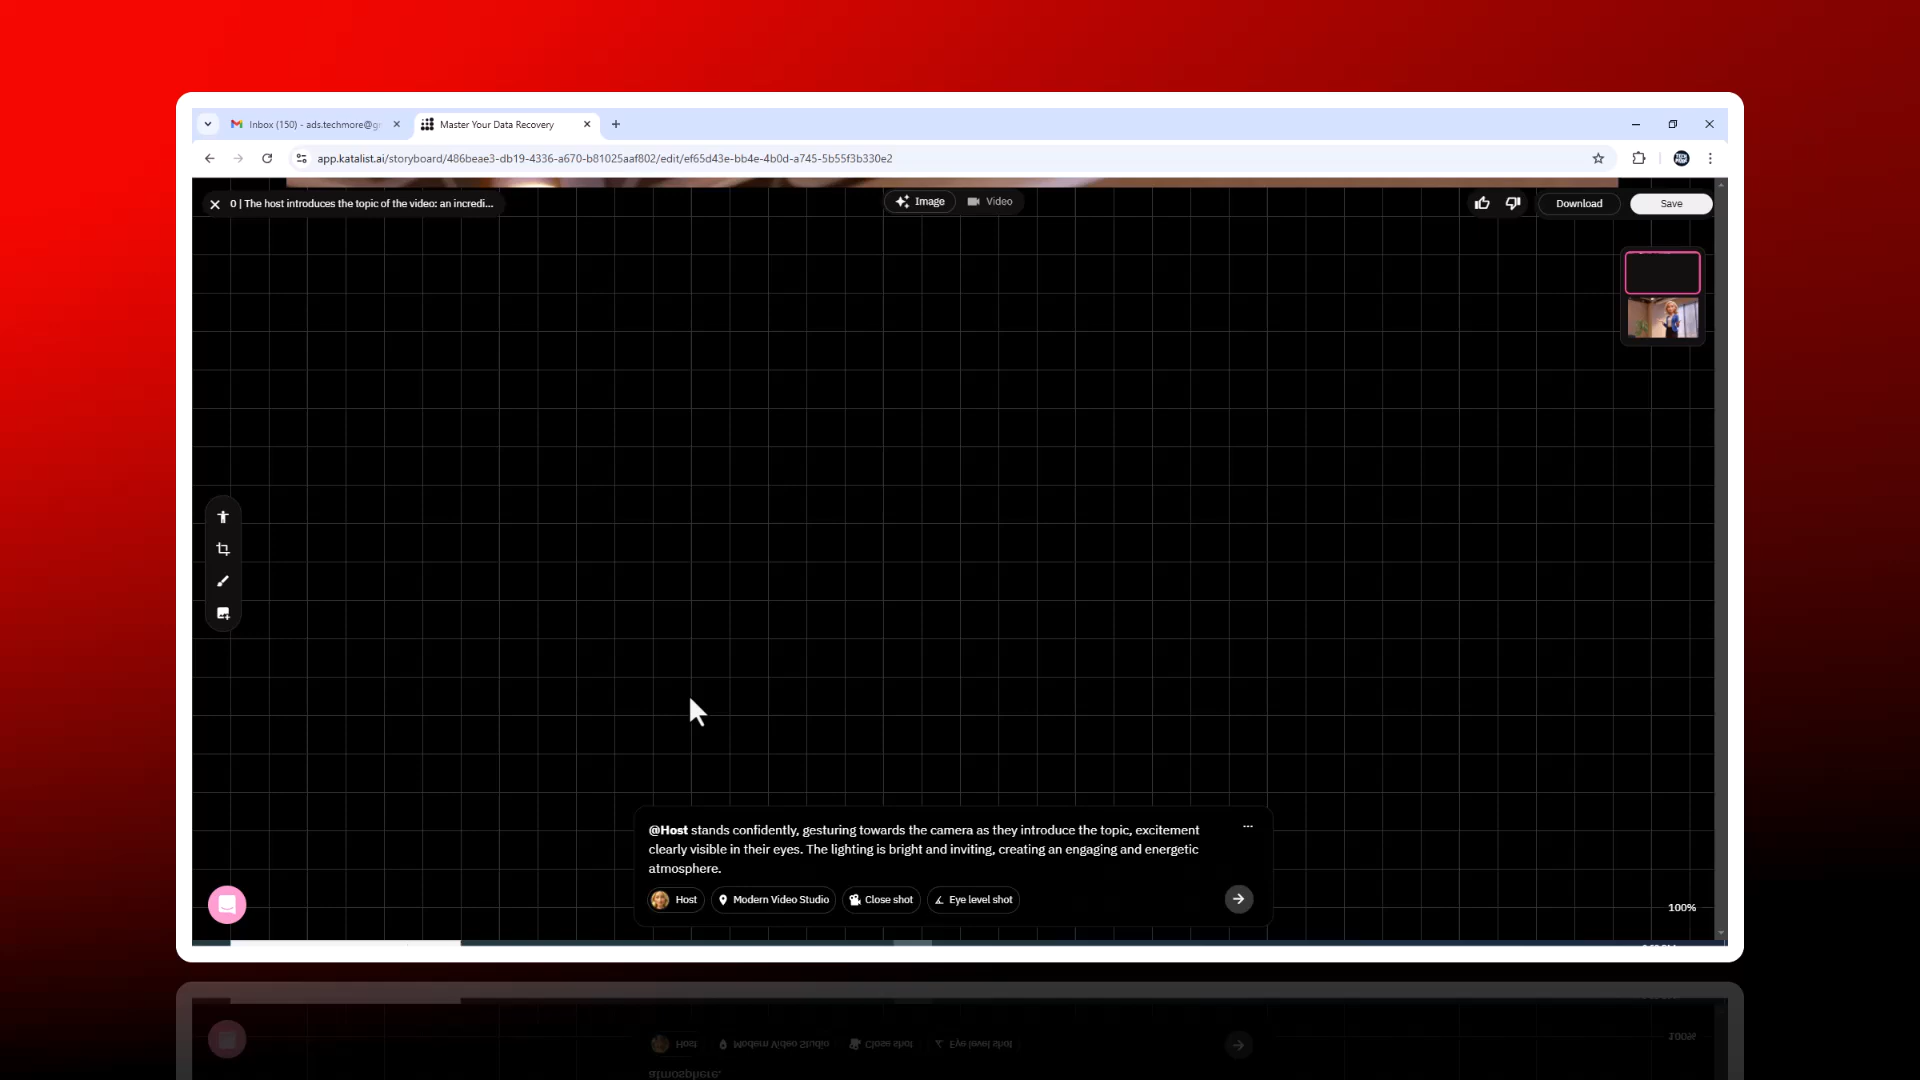 Inbox (150) - ads.techmore@gr
Master Your Data Recovery
app.katalist.ai/storyboard/486beae3-db19-4336-a670-b81025aaf802/edit/ef65d43e-bb4e-4b0d-a745-5b55f3b330e2
0 | The host introduces the topic of the video: an incredi...
Image
Video
Download
Save
@Host stands confidently, gesturing towards the camera as they introduce the topic, excitement
clearly visible in their eyes. The lighting is bright and inviting, creating an engaging and energetic
atmosphere.
Host
Modern Video Studio
Close shot
Eye level shot
100%